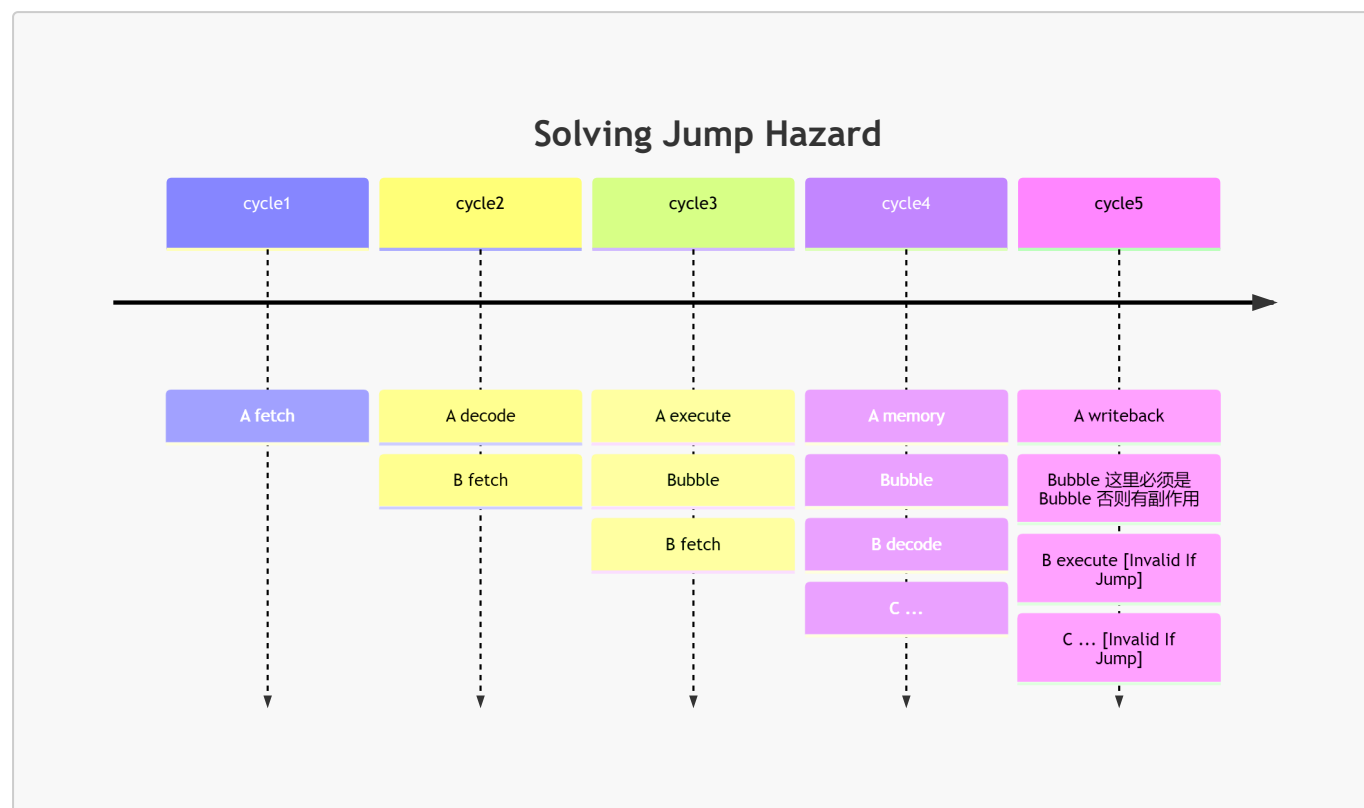 Solving Jump Hazard
cycle1
cycle2
cycle3
cycle4
cycle5
A fetch
A decode
A execute
A memory
A writeback
B fetch
Bubble
Bubble
Bubble 这里必须是
Bubble 否则有副作用
B fetch
B decode
B execute [Invalid If
Jump]
C ...
C ... [Invalid If
Jump]